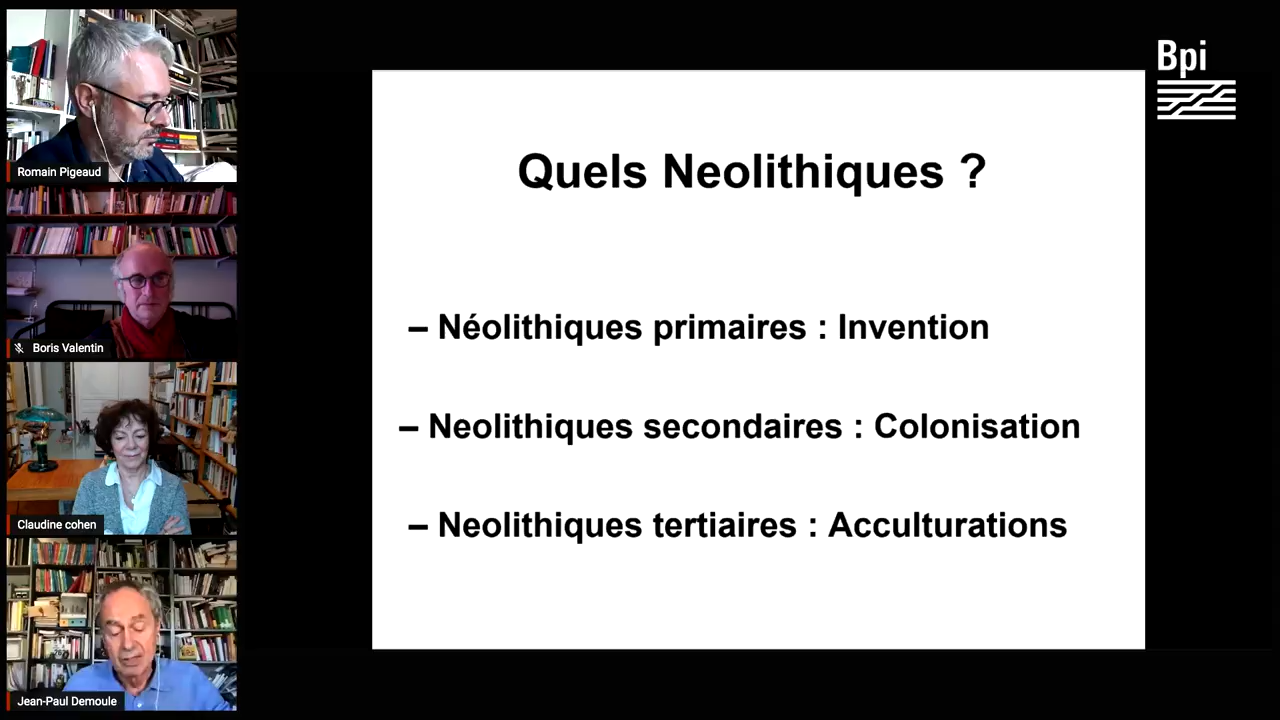 Bpi
Quels Neolithiques ?
– Néolithiques primaires : Invention
– Neolithiques secondaires : Colonisation
– Neolithiques tertiaires : Acculturations
Romain Pigeaud
Boris Valentin
Claudine cohen
Jean-Paul Demoule